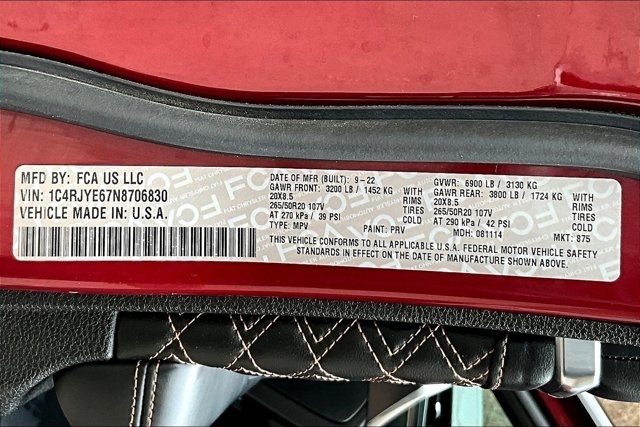 MFD BY: FCA US LLC
VIN: 1C4RJYE67N8706830
VEHICLE MADE IN: U.S.A.
DATE OF MFR (BUILT): 9-22 GVWR: 6900 LB / 3130 KG
GAWR FRONT: 3200 LB / 1452 KG WITH GAWR REAR: 3800 LB / 1724 KG WITH
20X8.5 RIMS 20X8.5 RIMS
265/50R20 107V TIRES 265/50R20 107V TIRES
AT 270 kPa / 39 PSI COLD AT 290 kPa / 42 PSI COLD
TYPE: MPV PAINT: PRV MDH: 081114 MKT: 875
THIS VEHICLE CONFORMS TO ALL APPLICABLE U.S.A. FEDERAL MOTOR VEHICLE SAFETY
STANDARDS IN EFFECT ON THE DATE OF MANUFACTURE SHOWN ABOVE.